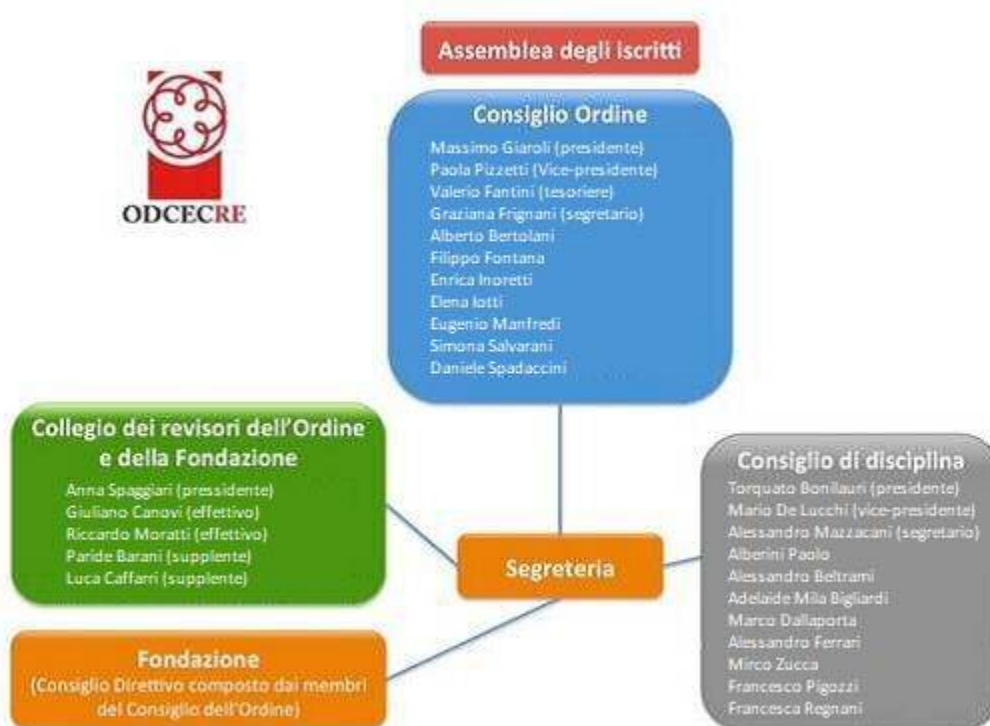 Assemblea degli iscritti
ODCECRE
Consiglio Ordine
Massimo Giaroli (presidente)
Paola Pizzetti (Vice-presidente)
Valerio Fantini (tesoriere)
Graziana Frignani (segretario)
Alberto Bertolani
Filippo Fontana
Enrica Inoretti
Elena Iotti
Eugenio Manfredi
Simona Salvarani
Daniele Spadaccini
Collegio dei revisori dell'Ordine
e della Fondazione
Anna Spaggiari (pressidente)
Giuliano Canovi (effettivo)
Riccardo Moratti (effettivo)
Paride Barani (supplente)
Luca Caffarri (supplente)
Segreteria
Consiglio di disciplina
Torquato Bonilauri (presidente)
Mario De Lucchi (vice-presidente)
Alessandro Mazzacani (segretario)
Alberini Paolo
Alessandro Beltrami
Adelaide Mila Bigliardi
Marco Dallaporta
Alessandro Ferrari
Mirco Zucca
Francesco Pigozzi
Francesca Regnani
Fondazione
(Consiglio Direttivo composto dai membri
del Consiglio dell'Ordine)